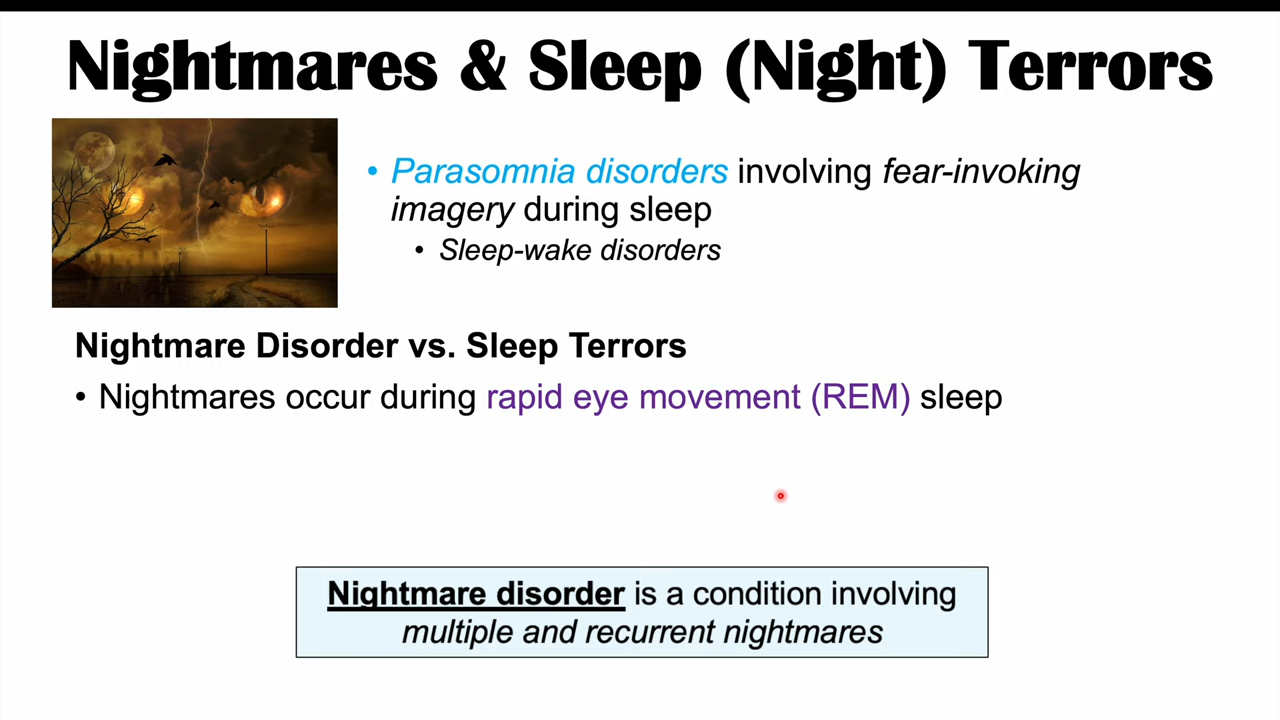 Nightmares & Sleep (Night) Terrors
• Parasomnia disorders involving fear-invoking
imagery during sleep
• Sleep-wake disorders
Nightmare Disorder vs. Sleep Terrors
• Nightmares occur during rapid eye movement (REM) sleep
Nightmare disorder is a condition involving
multiple and recurrent nightmares